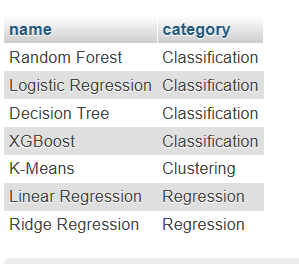 name category
Random Forest Classification
Logistic Regression Classification
Decision Tree Classification
XGBoost Classification
K-Means Clustering
Linear Regression Regression
Ridge Regression Regression